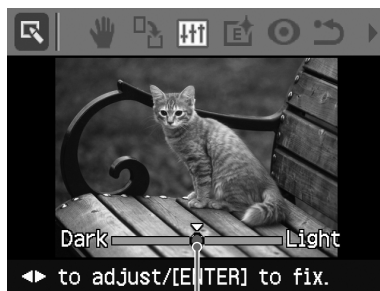 E
Dark Light
◄► to adjust/[ENTER] to fix.